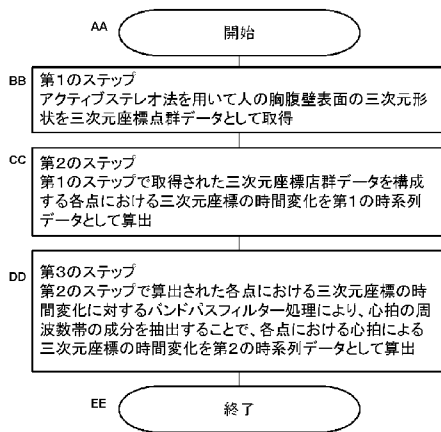 AA
開始
BB
第1のステップ
アクティブステレオ法を用いて人の胸腹壁表面の三次元形
状を三次元座標点群データとして取得
CC
第2のステップ
第1のステップで取得された三次元座標店群データを構成
する各点における三次元座標の時間変化を第1の時系列
データとして算出
DD
第3のステップ
第2のステップで算出された各点における三次元座標の時
間変化に対するバンドパスフィルター処理により、心拍の周
波数帯の成分を抽出することで、各点における心拍による
三次元座標の時間変化を第2の時系列データとして算出
EE
終了